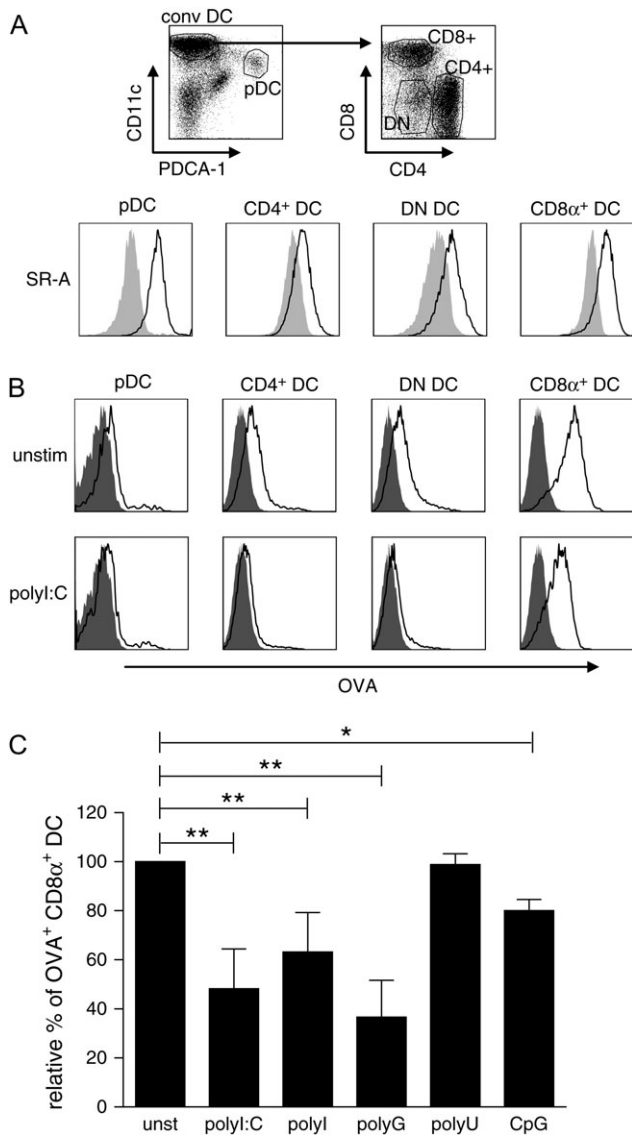 A
conv DC
CD11c
pDC
PDCA-1
CD8+
CD4+
CD8
DN
CD4
pDC CD4+ DC DN DC CD8α+ DC
SR-A
B
pDC CD4+ DC DN DC CD8α+ DC
unstim
polyI:C
OVA
C
*
**
**
**
relative % of OVA+ CD8α+ DC
120
100
80
60
40
20
0
unst polyI:C polyI polyG polyU CpG